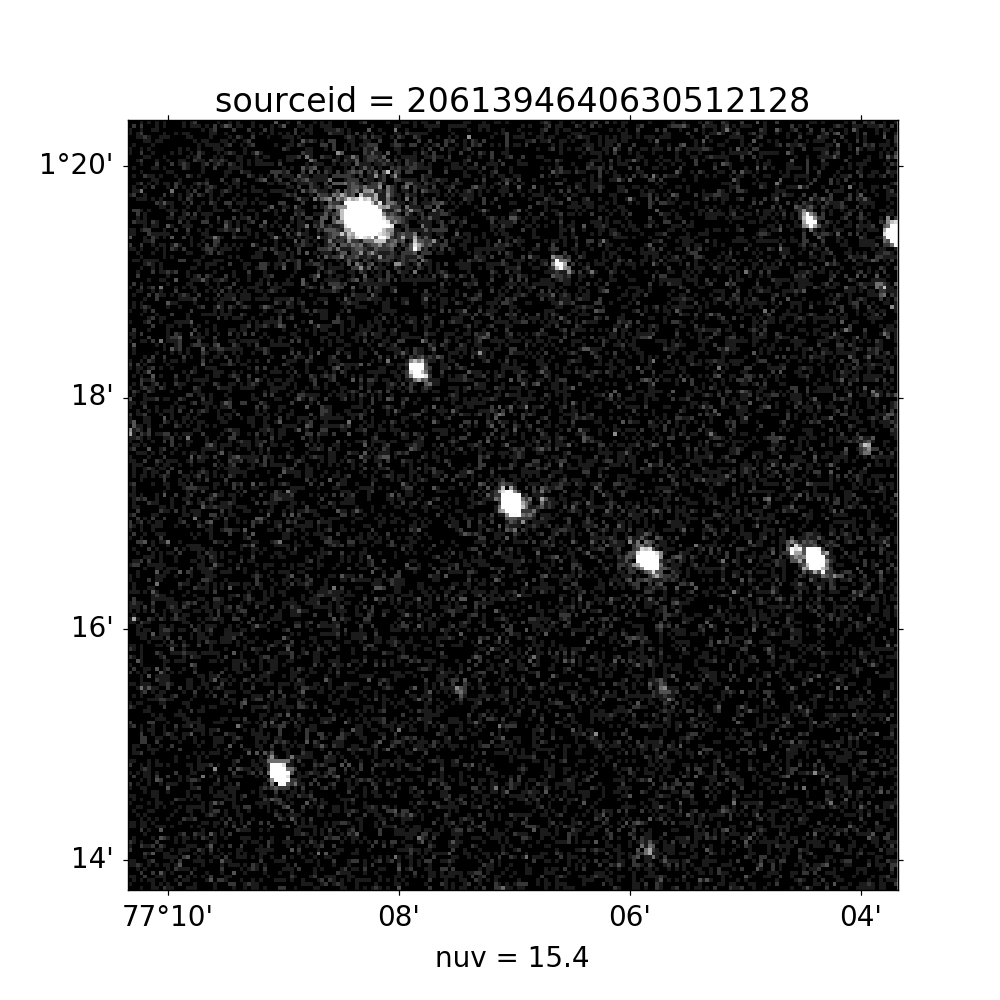 sourceid = 2061394640630512128
1°20'
18'
16'
14'
77°10' 08' 06' 04'
nuv = 15.4